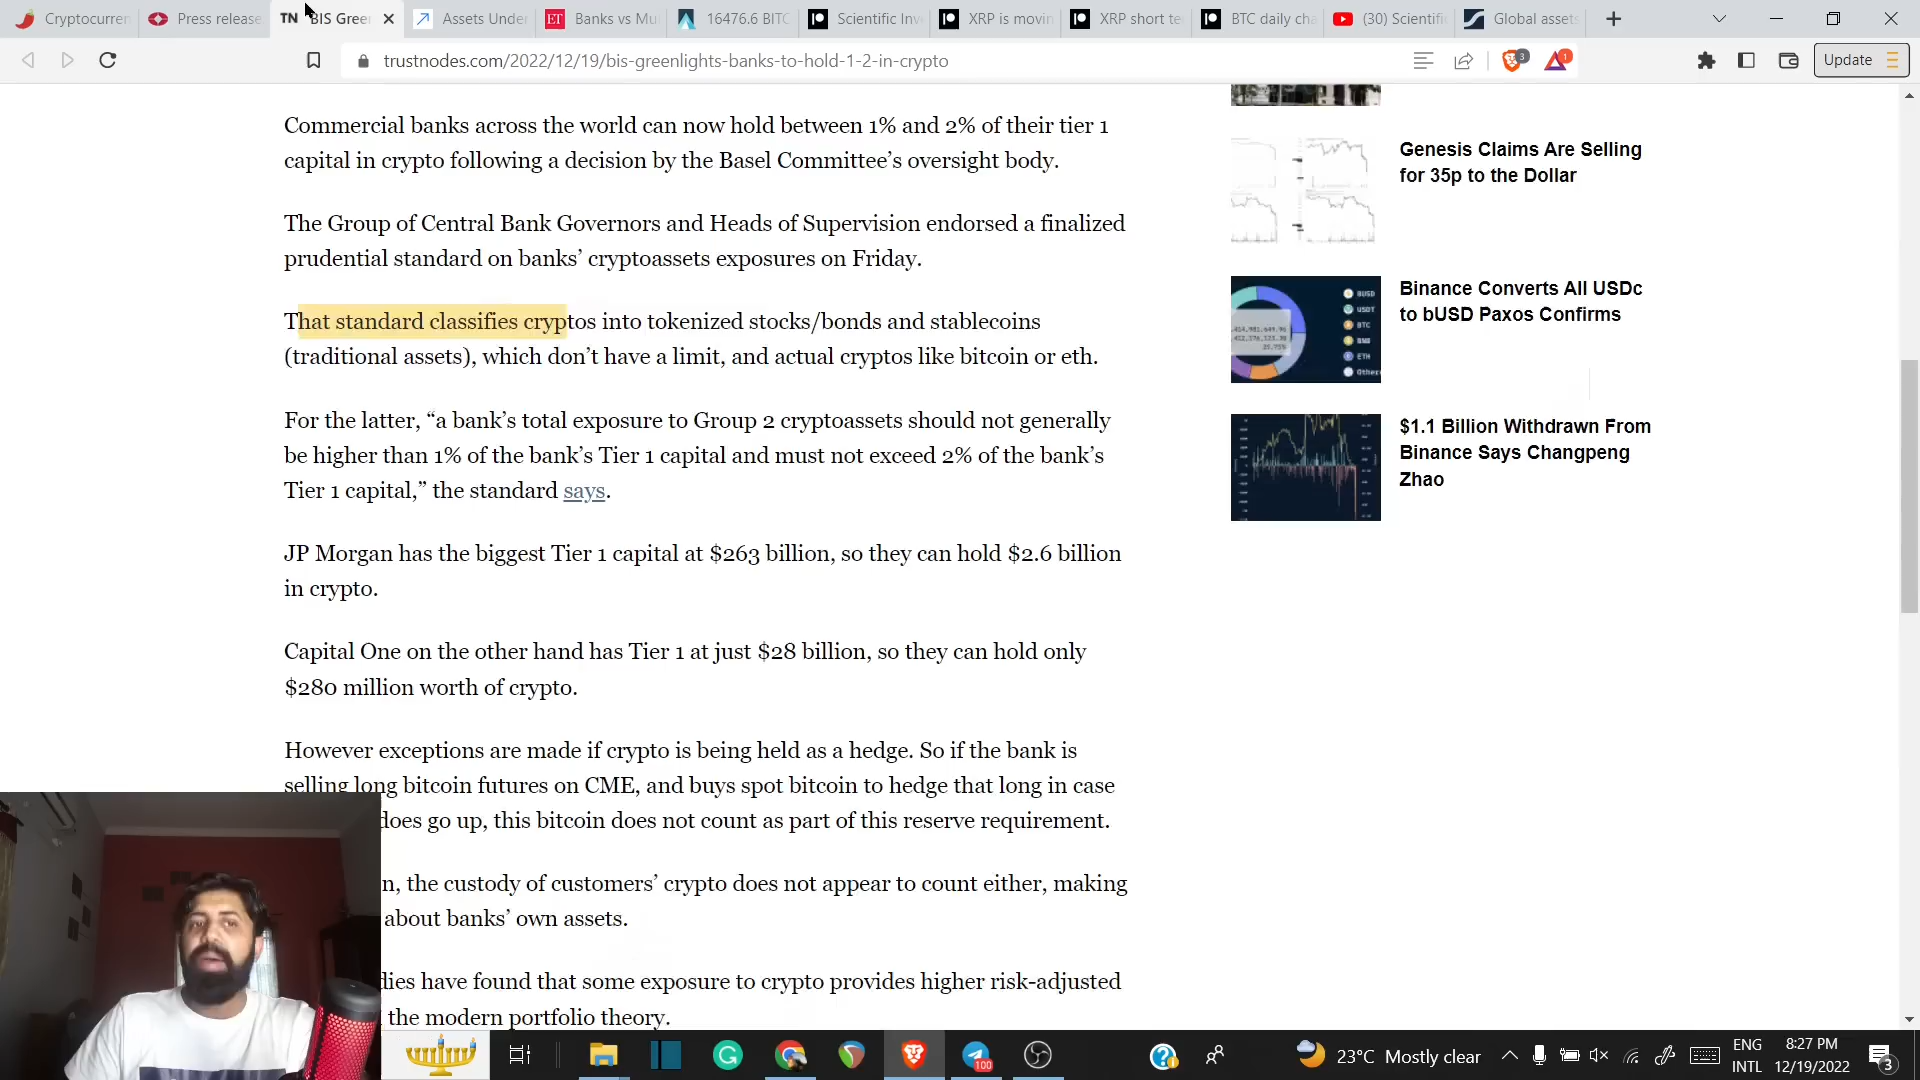 Cryptocurren
Press release
TN BIS Gree
Assets Unde
ET Banks vs Mu
16476.6 BITC
Scientific Inv
XRP is movin
XRP short te
BTC daily cha
(30) Scientifi
Global assets
trustnodes.com/2022/12/19/bis-greenlights-banks-to-hold-1-2-in-crypto
3
1
Update
Commercial banks across the world can now hold between 1% and 2% of their tier 1
capital in crypto following a decision by the Basel Committee’s oversight body.
The Group of Central Bank Governors and Heads of Supervision endorsed a finalized
prudential standard on banks’ cryptoassets exposures on Friday.
That standard classifies cryptos into tokenized stocks/bonds and stablecoins
(traditional assets), which don’t have a limit, and actual cryptos like bitcoin or eth.
For the latter, “a bank’s total exposure to Group 2 cryptoassets should not generally
be higher than 1% of the bank’s Tier 1 capital and must not exceed 2% of the bank’s
Tier 1 capital,” the standard says.
JP Morgan has the biggest Tier 1 capital at $263 billion, so they can hold $2.6 billion
in crypto.
Capital One on the other hand has Tier 1 at just $28 billion, so they can hold only
$280 million worth of crypto.
However exceptions are made if crypto is being held as a hedge. So if the bank is
selling long bitcoin futures on CME, and buys spot bitcoin to hedge that long in case
does go up, this bitcoin does not count as part of this reserve requirement.
n, the custody of customers’ crypto does not appear to count either, making
about banks’ own assets.
dies have found that some exposure to crypto provides higher risk-adjusted
the modern portfolio theory.
Genesis Claims Are Selling
for 35p to the Dollar
BUSD
USDT
BTC
BNB
ETH
Others
Binance Converts All USDc
to bUSD Paxos Confirms
$1.1 Billion Withdrawn From
Binance Says Changpeng
Zhao
100
23°C Mostly clear
ENG
INTL
8:27 PM
12/19/2022
3